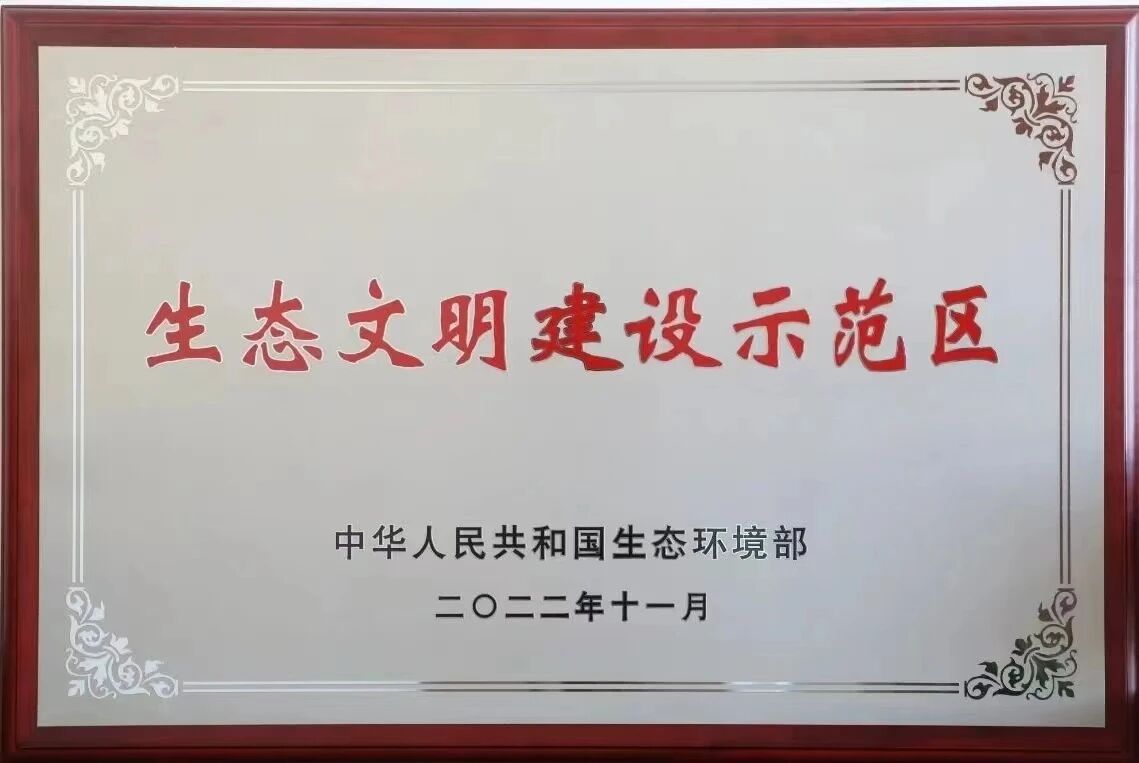 生态文明建设示范区
中华人民共和国生态环境部
二〇二二年十一月